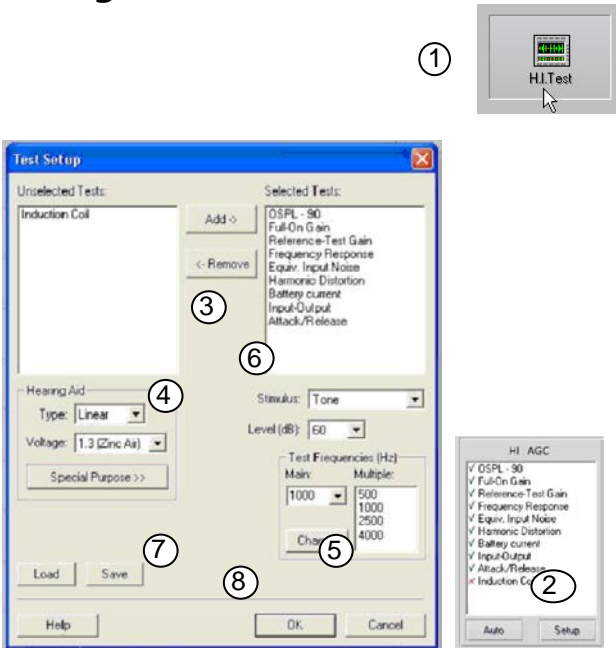 1
H.I.Test
Test Setup
Unselected Tests:
Induction Coil
Add ->
<- Remove
3
Selected Tests:
OSPL - 90
Full-On Gain
Reference-Test Gain
Frequency Response
Equiv. Input Noise
Harmonic Distortion
Battery current
Input-Output
Attack/Release
6
Hearing Aid
4
Type: Linear
Voltage: 1.3 (Zinc Air)
Special Purpose >>
Stimulus: Tone
Level (dB): 60
Test Frequencies (Hz)
Main: Multiple:
1000
500
1000
2500
4000
5
7
Load Save
8
Help OK Cancel
HI AGC
√ OSPL - 90
√ Full-On Gain
√ Reference-Test Gain
√ Frequency Response
√ Equiv. Input Noise
√ Harmonic Distortion
√ Battery current
√ Input-Output
√ Attack/Release
× Induction
2
Auto Setup